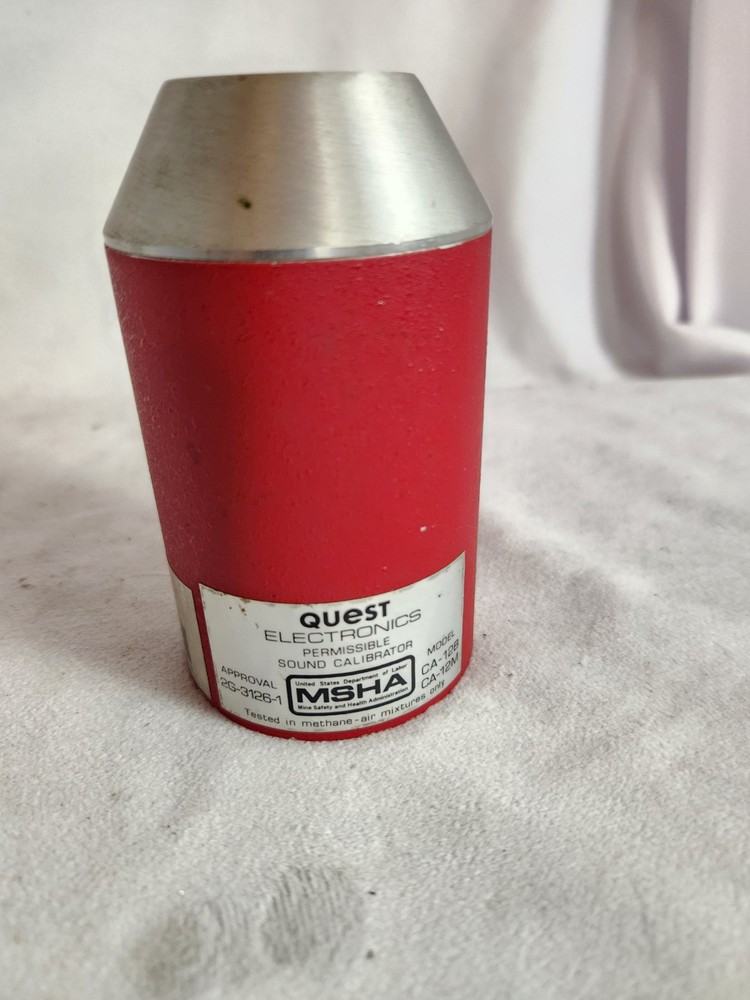 QUEST
ELECTRONICS
PERMISSIBLE
SOUND CALIBRATOR
APPROVAL
2G-3126-1
United States Department of Labor
MSHA
Mine Safety and Health Administration
MODEL
CA-12B
CA-12M
Tested in methane-air mixtures only